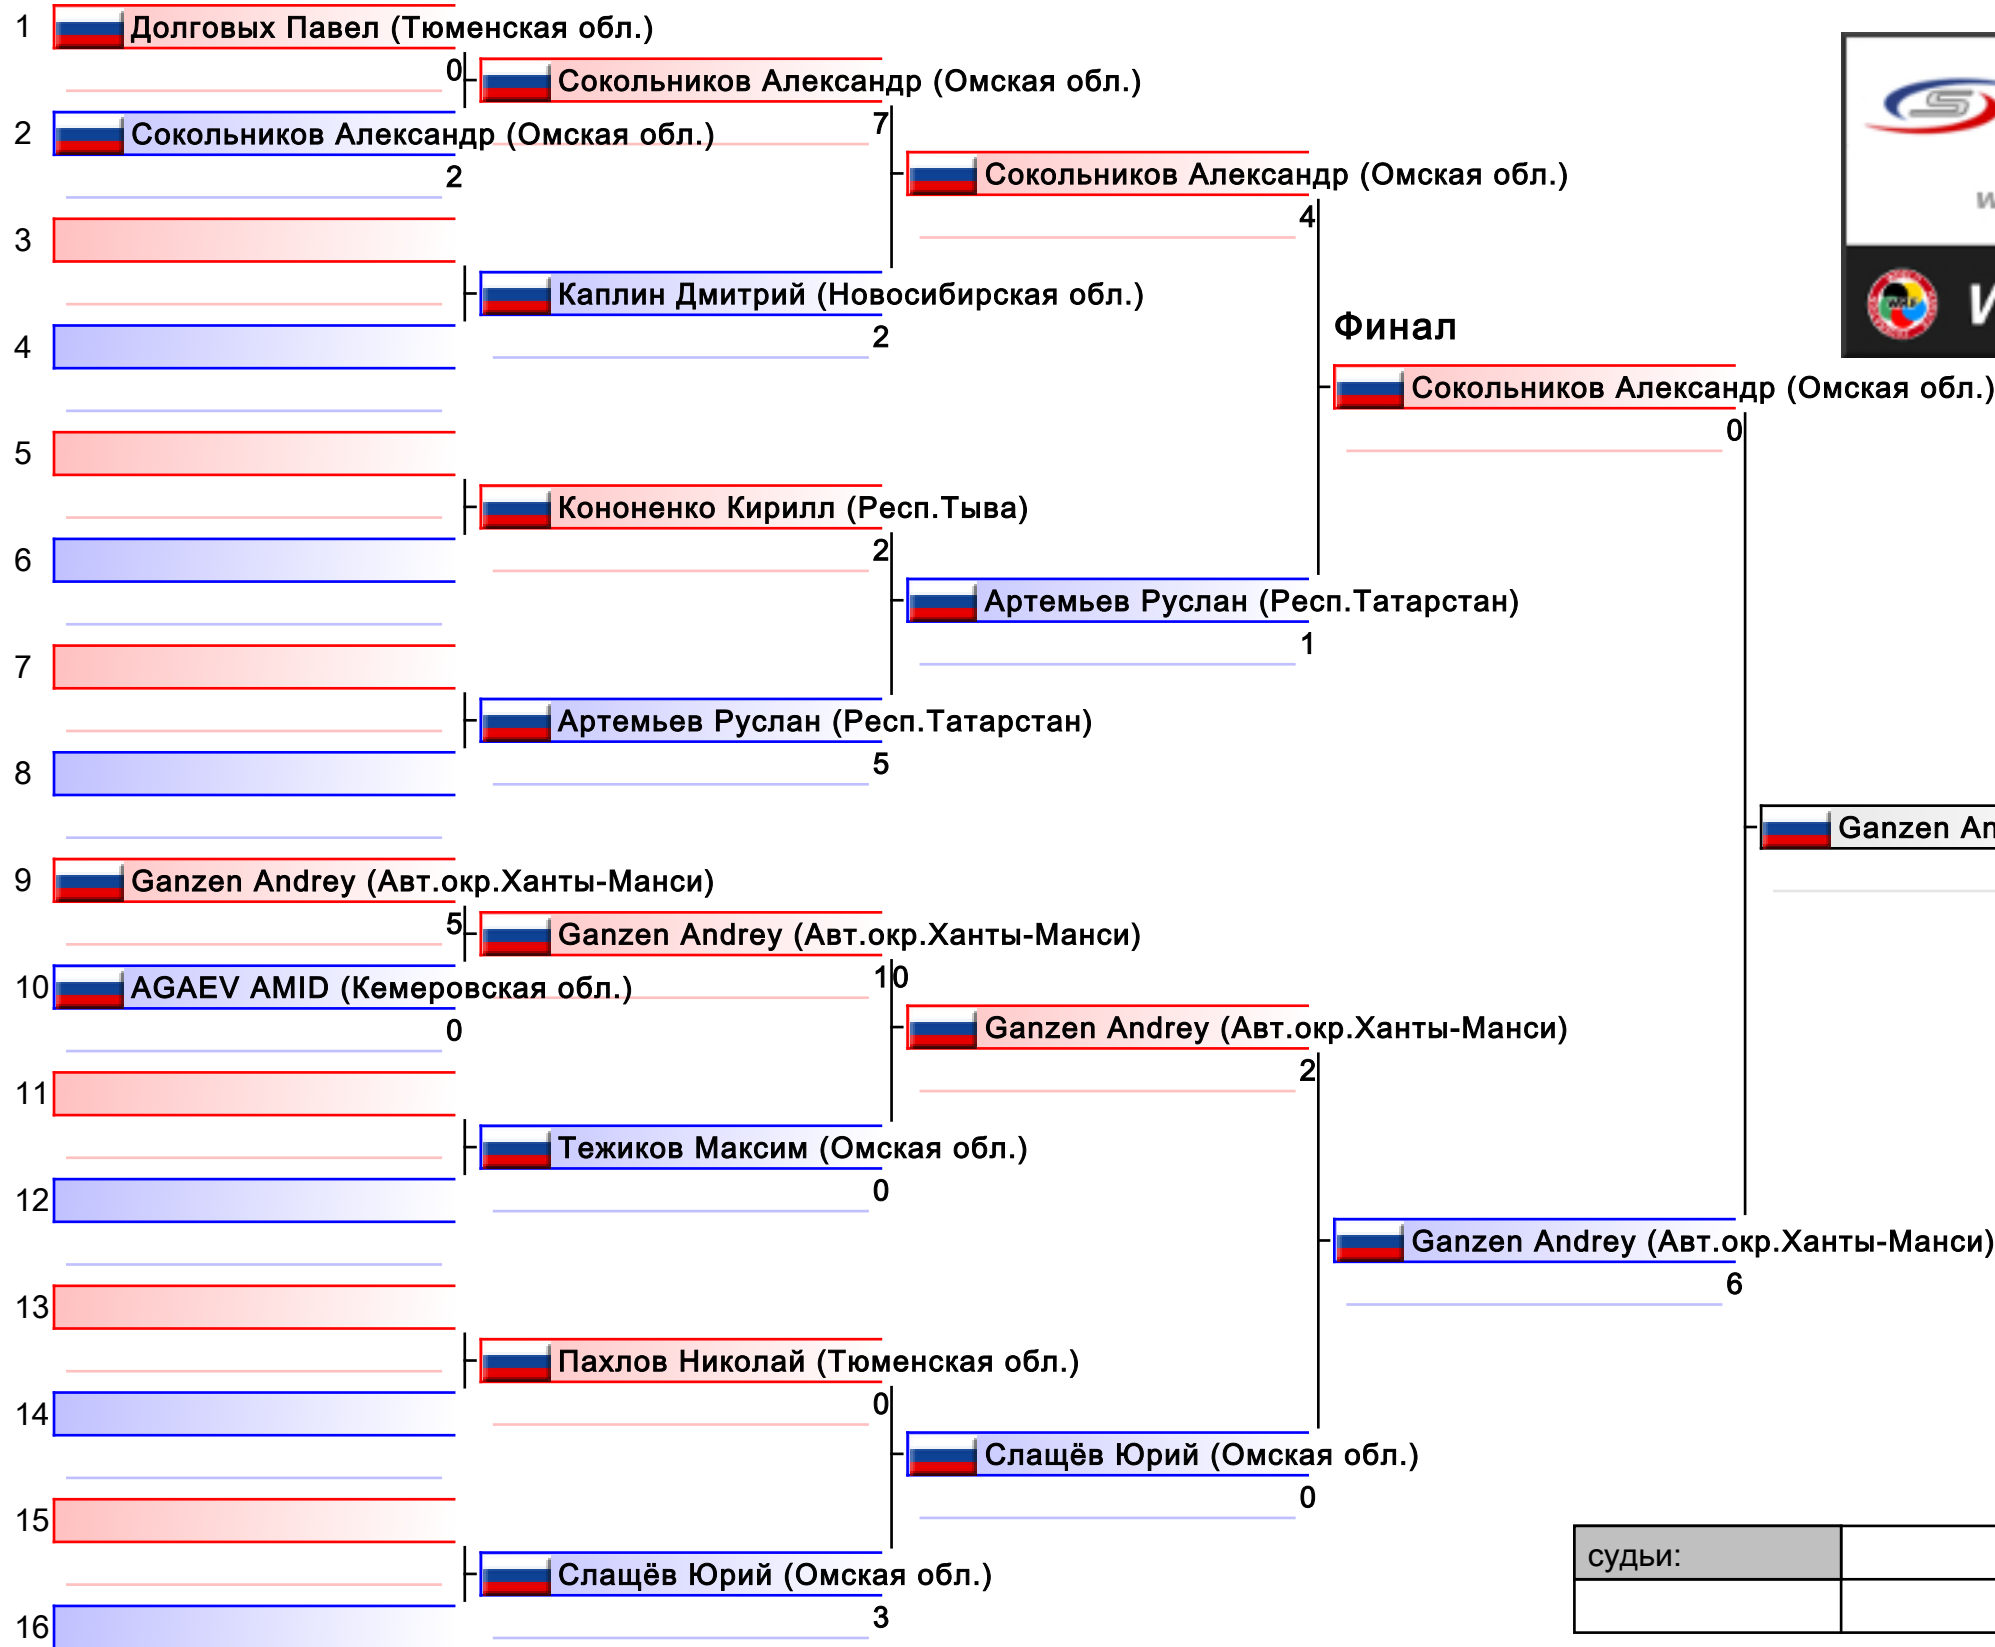 1 Долговых Павел (Тюменская обл.)
0
Сокольников Александр (Омская обл.)
7
2 Сокольников Александр (Омская обл.)
2
Сокольников Александр (Омская обл.)
4
3
Каплин Дмитрий (Новосибирская обл.)
2
4
Финал
Сокольников Александр (Омская обл.)
0
5
Кононенко Кирилл (Респ.Тыва)
2
6
Артемьев Руслан (Респ.Татарстан)
1
7
Артемьев Руслан (Респ.Татарстан)
5
8
Ganzen An
9 Ganzen Andrey (Авт.окр.Ханты-Манси)
5
Ganzen Andrey (Авт.окр.Ханты-Манси)
10
10 AGAEV AMID (Кемеровская обл.)
0
Ganzen Andrey (Авт.окр.Ханты-Манси)
2
11
Тежиков Максим (Омская обл.)
0
12
Ganzen Andrey (Авт.окр.Ханты-Манси)
6
13
Пахлов Николай (Тюменская обл.)
0
14
Слащёв Юрий (Омская обл.)
0
15
судьи:
Слащёв Юрий (Омская обл.)
3
16